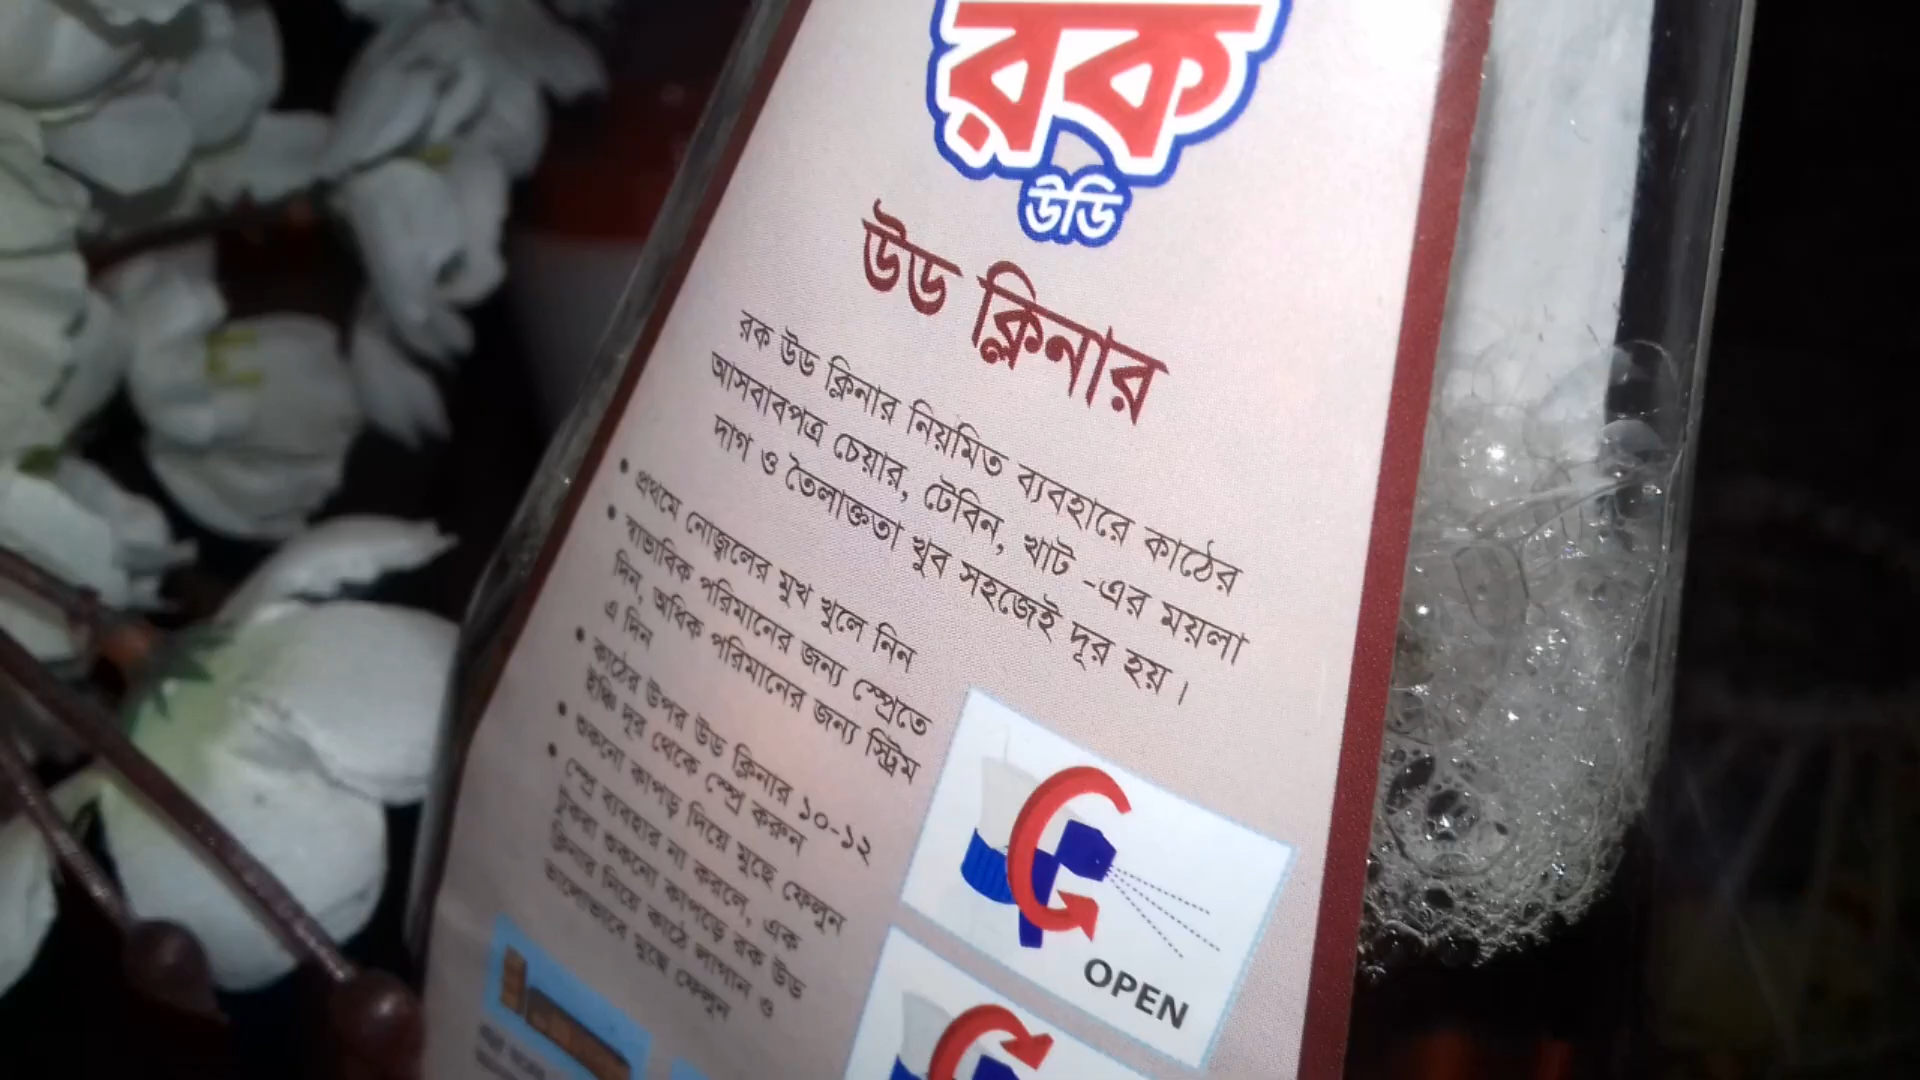 রক
উডি
উড ক্লিনার
রক উড ক্লিনার নিয়মিত ব্যবহারে কাঠের
আসবাবপত্র চেয়ার, টেবিন, খাট -এর ময়লা
দাগ ও তৈলাক্ততা খুব সহজেই দূর হয়।
• প্রথমে নোজ্বলের মুখ খুলে নিন
• স্বাভাবিক পরিমানের জন্য স্প্রেতে
দিন, অধিক পরিমানের জন্য স্ট্রিম
এ দিন
• কাঠের উপর উড ক্লিনার ১০-১২
ইঞ্চি দূর থেকে স্প্রে করুন
• শুকনো কাপড় দিয়ে মুছে ফেলুন
• স্প্রে ব্যবহার না করলে, এক
টুকরা শুকনো কাপড়ে রক উড
ক্লিনার নিয়ে কাঠে লাগান ও
ভালোভাবে মুছে ফেলুন
OPEN